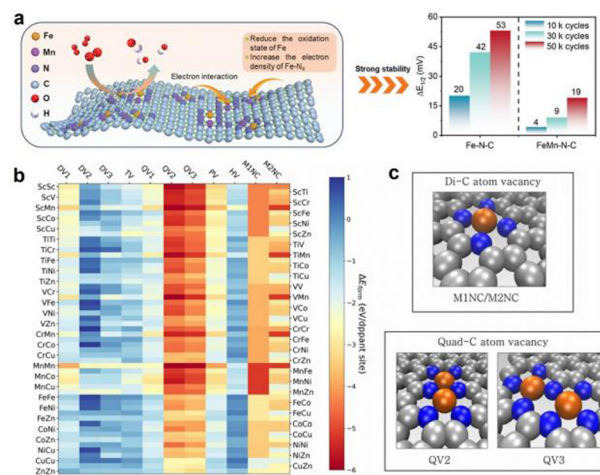 a
Fe
Mn
N
C
O
H
Reduce the oxidation
state of Fe
Increase the electron
density of Fe-N₄
Electron interaction
Strong stability
ΔE1/2 (mV)
60
45
30
15
0
10 k cycles
30 k cycles
50 k cycles
20
42
53
4
9
19
Fe-N-C
FeMn-N-C
b
DV1
DV2
DV3
TV
QV1
QV2
QV3
PV
HV
M1NC
M2NC
ScSc
ScV
ScMn
ScCo
ScCu
TiTi
TiCr
TiFe
TiNi
TiZn
VCr
VFe
VNi
VZn
CrMn
CrCo
CrCu
MnMn
MnCo
MnCu
FeFe
FeNi
FeZn
CoNi
CoZn
NiCu
CuCu
ZnZn
ScTi
ScCr
ScFe
ScNi
ScZn
TiV
TiMn
TiCo
TiCu
VV
VMn
VCo
VCu
CrCr
CrFe
CrNi
CrZn
MnFe
MnNi
MnZn
FeCo
FeCu
CoCo
CoCu
NiNi
NiZn
CuZn
1
0
−1
−2
−3
−4
−5
−6
ΔEform (eV/dopant site)
c
Di-C atom vacancy
M1NC/M2NC
Quad-C atom vacancy
QV2
QV3